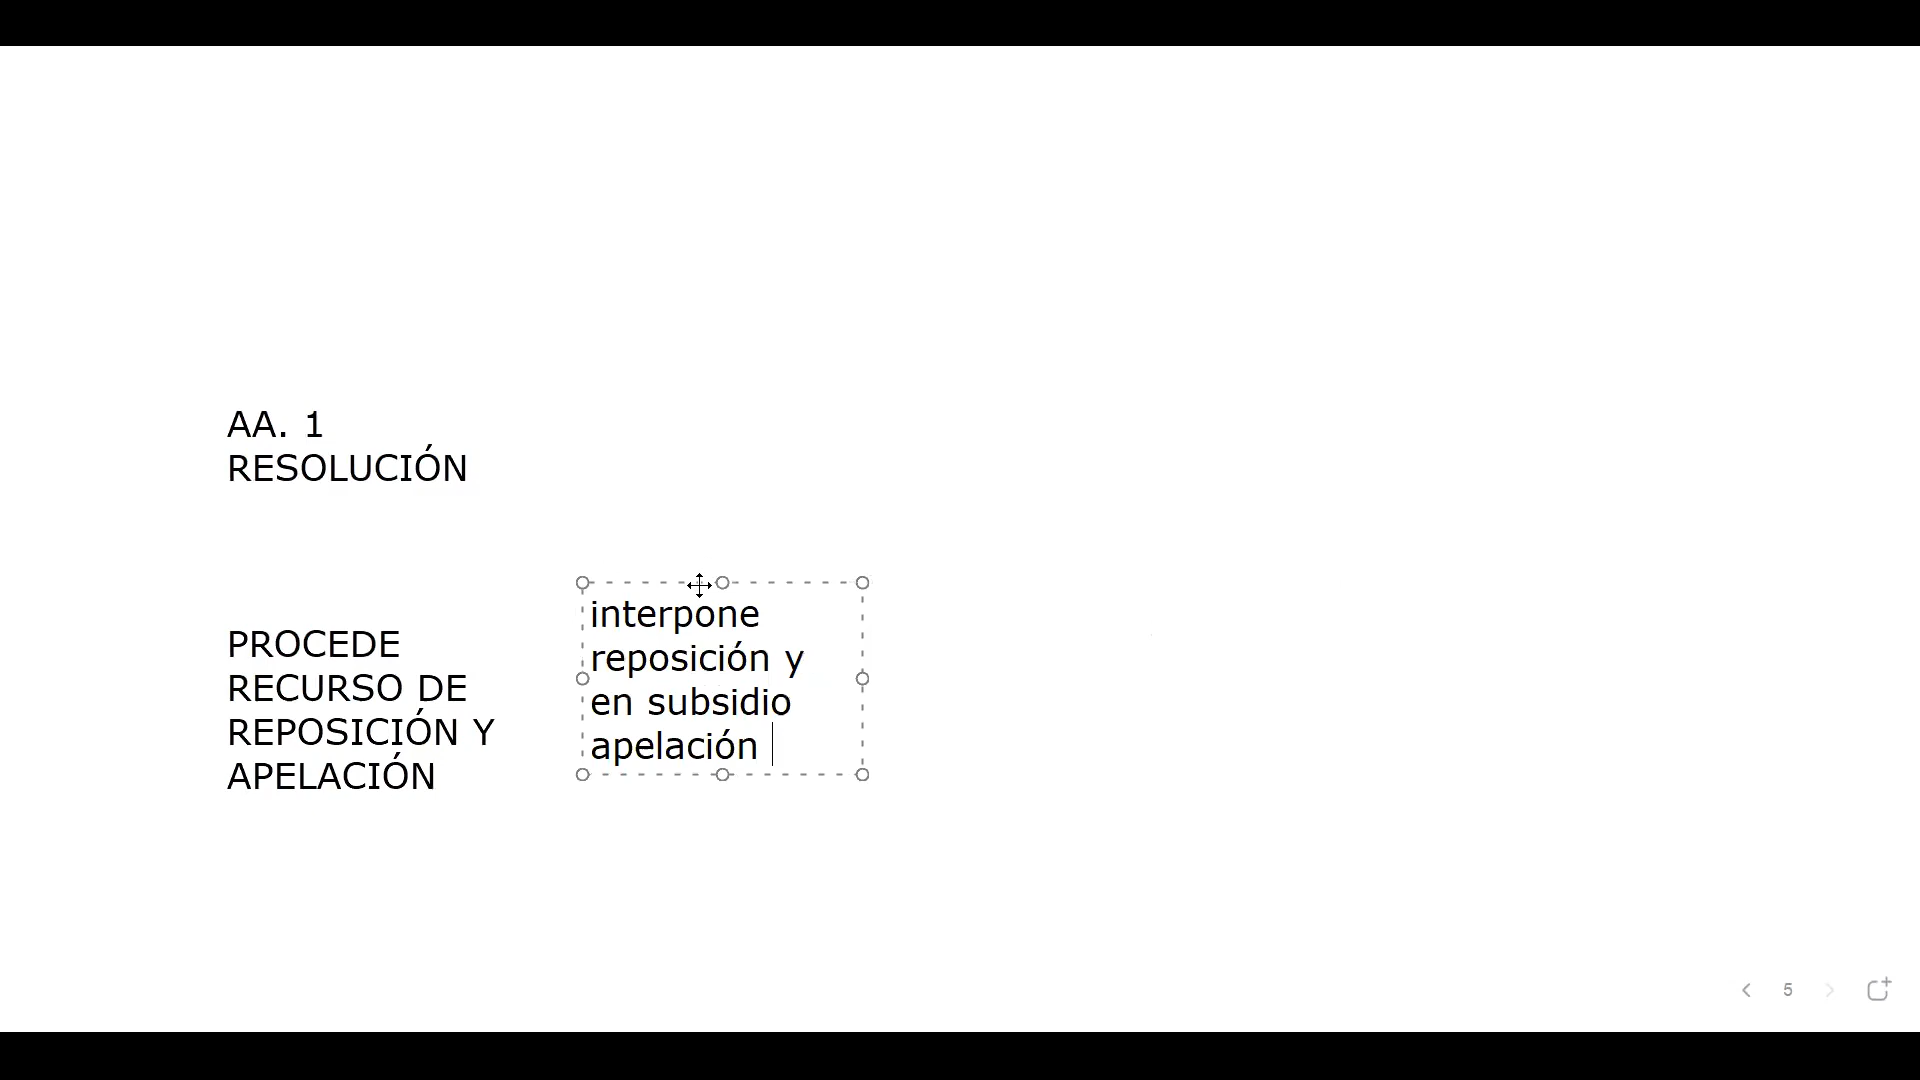 AA. 1
RESOLUCIÓN
PROCEDE
RECURSO DE
REPOSICIÓN Y
APELACIÓN
interpone
reposición y
en subsidio
apelación
5